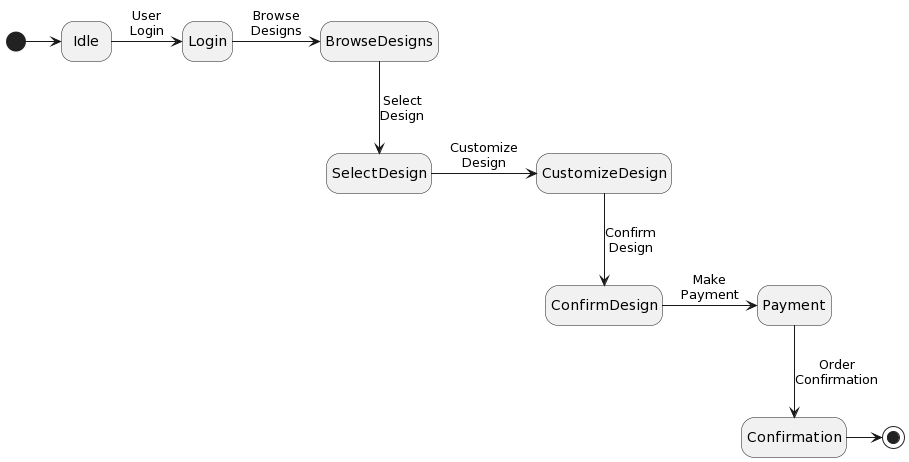 User
Login
Browse
Designs
Idle
Login
BrowseDesigns
Select
Design
Customize
Design
SelectDesign
CustomizeDesign
Confirm
Design
Make
Payment
ConfirmDesign
Payment
Order
Confirmation
Confirmation